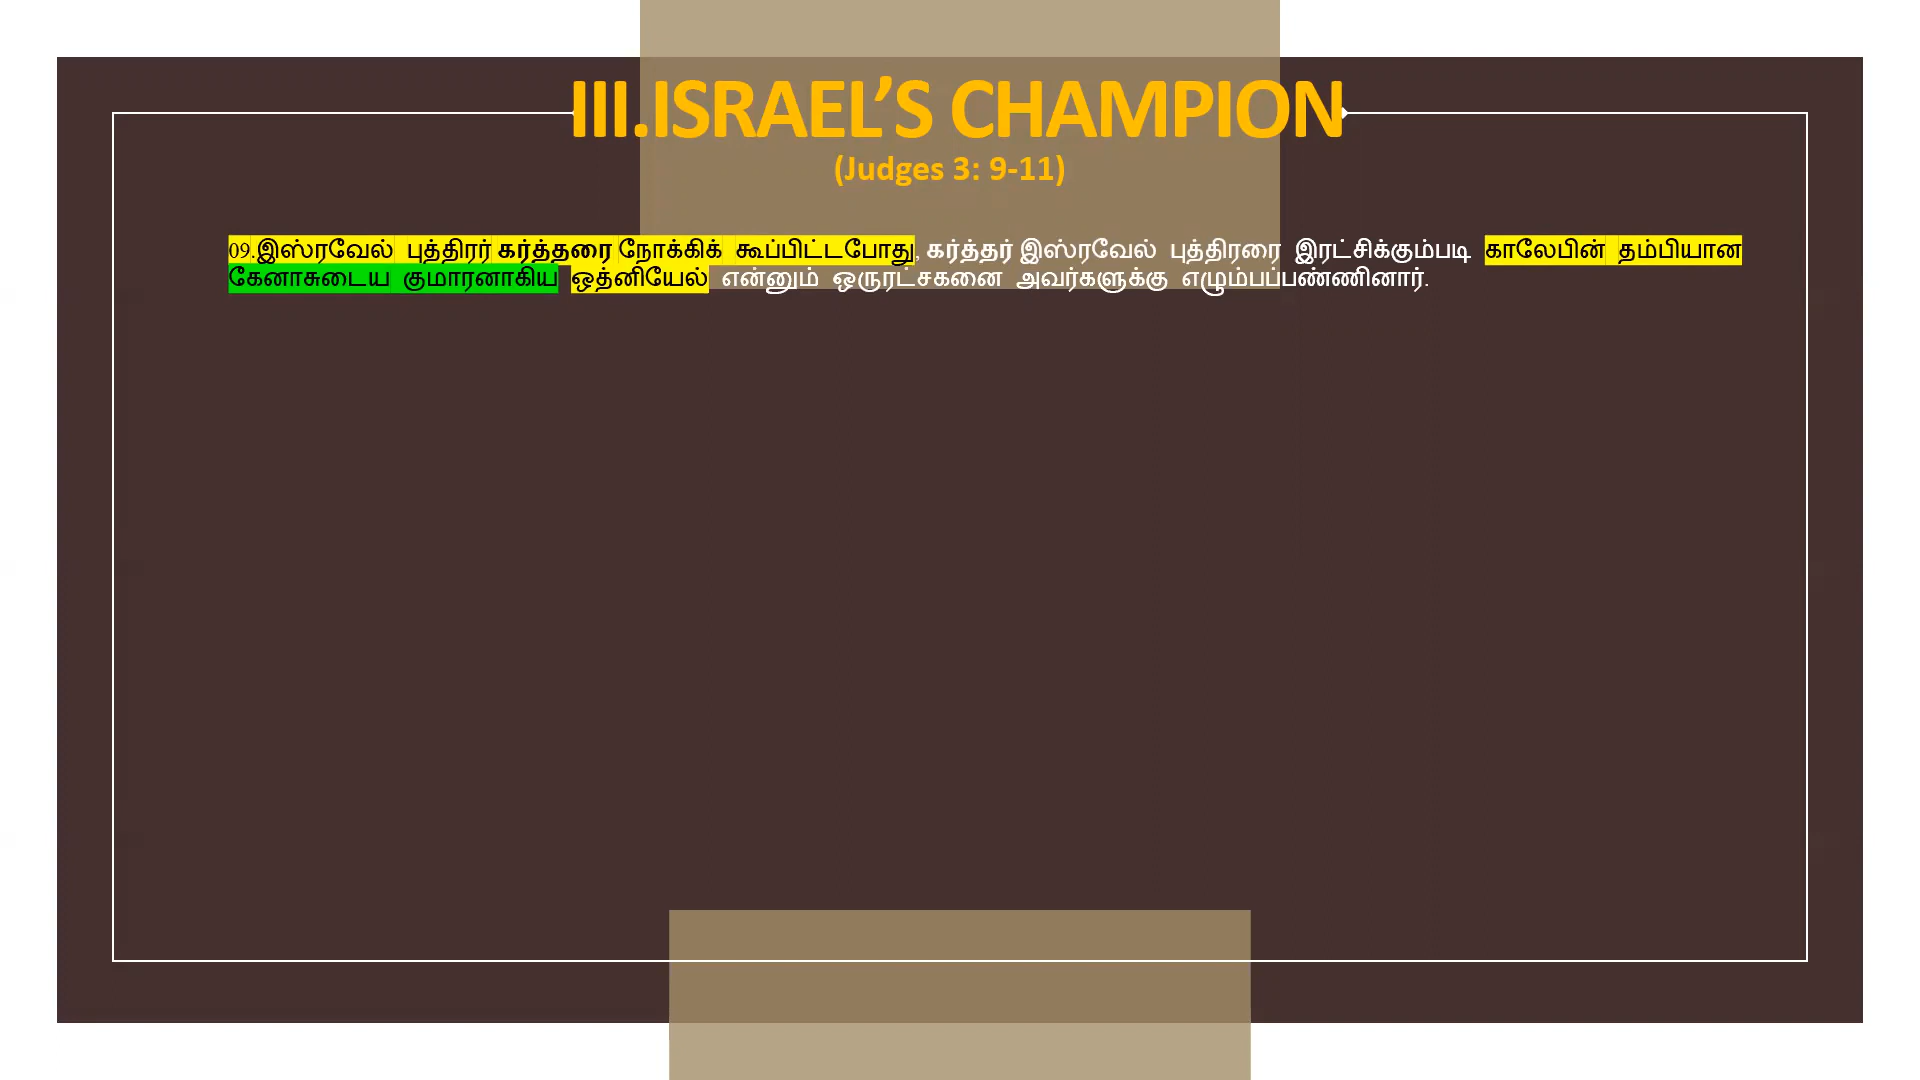 III.ISRAEL’S CHAMPION
(Judges 3: 9-11)
09.இஸ்ரவேல் புத்திரர் கர்த்தரை நோக்கிக் கூப்பிட்டபோது, கர்த்தர் இஸ்ரவேல் புத்திரரை இரட்சிக்கும்படி காலேபின் தம்பியான
கேனாசுடைய குமாரனாகிய ஒத்னியேல் என்னும் ஒருரட்சகனை அவர்களுக்கு எழும்பப்பண்ணினார்.